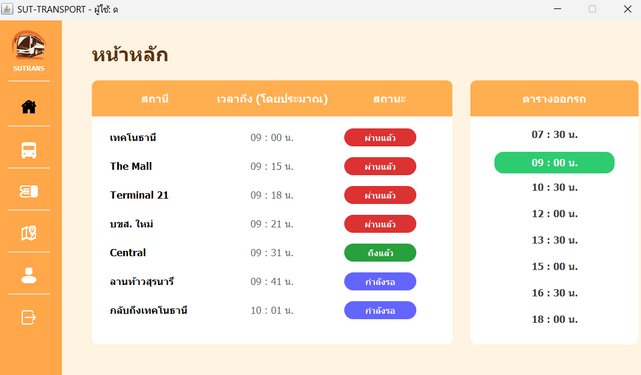 SUT-TRANSPORT - ผู้ใช้: ต
SUTRANS
หน้าหลัก
สถานี เวลาถึง (โดยประมาณ) สถานะ
เทคโนธานี 09 : 00 น. ผ่านแล้ว
The Mall 09 : 15 น. ผ่านแล้ว
Terminal 21 09 : 18 น. ผ่านแล้ว
บขส. ใหม่ 09 : 21 น. ผ่านแล้ว
Central 09 : 31 น. ถึงแล้ว
ลานท้าวสุรนารี 09 : 41 น. กำลังรอ
กลับถึงเทคโนธานี 10 : 01 น. กำลังรอ
ตารางออกรถ
07 : 30 น.
09 : 00 น.
10 : 30 น.
12 : 00 น.
13 : 30 น.
15 : 00 น.
16 : 30 น.
18 : 00 น.